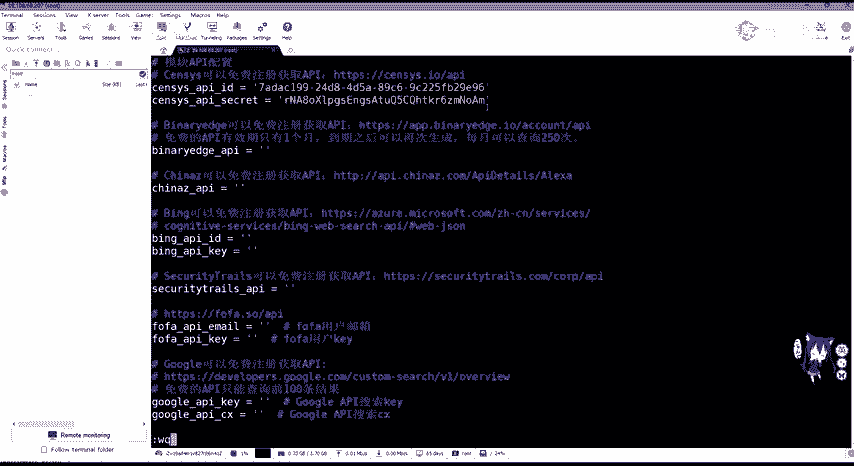 Terminal Sessions View X server Tools Games Settings Macros Help
Session Servers Tools Games Sessions View Split Tunneling Packages Settings Help
Exit
Quick connect...
Name Size (KB)
Sessions
Tools
Macros
# 模块API配置
# Censys可以免费注册获取API：https://censys.io/api
censys_api_id = '7adac199-24d8-4d5a-89c6-9c225fb29e96'
# Binaryedge可以免费注册获取API：https://app.binaryedge.io/account/api
# 免费的API有效期只有1个月，到期之后可以再次生成，每月可以查询250次。
binaryedge_api = ''
# Chinaz可以免费注册获取API：http://api.chinaz.com/ApiDetails/Alexa
chinaz_api = ''
# Bing可以免费注册获取API：https://azure.microsoft.com/zh-cn/services/
# cognitive-services/bing-web-search-api/#web-json
bing_api_id = ''
bing_api_key = ''
# SecurityTrails可以免费注册获取API：https://securitytrails.com/corp/api
securitytrails_api = ''
# https://fofa.so/api
fofa_api_email = '' # fofa用户邮箱
fofa_api_key = '' # fofa用户key
# Google可以免费注册获取API:
# https://developers.google.com/custom-search/v1/overview
# 免费的API只能查询前100条结果
google_api_key = '' # Google API搜索key
google_api_cx = '' # Google API搜索cx
:wq
Remote monitoring
Follow terminal folder